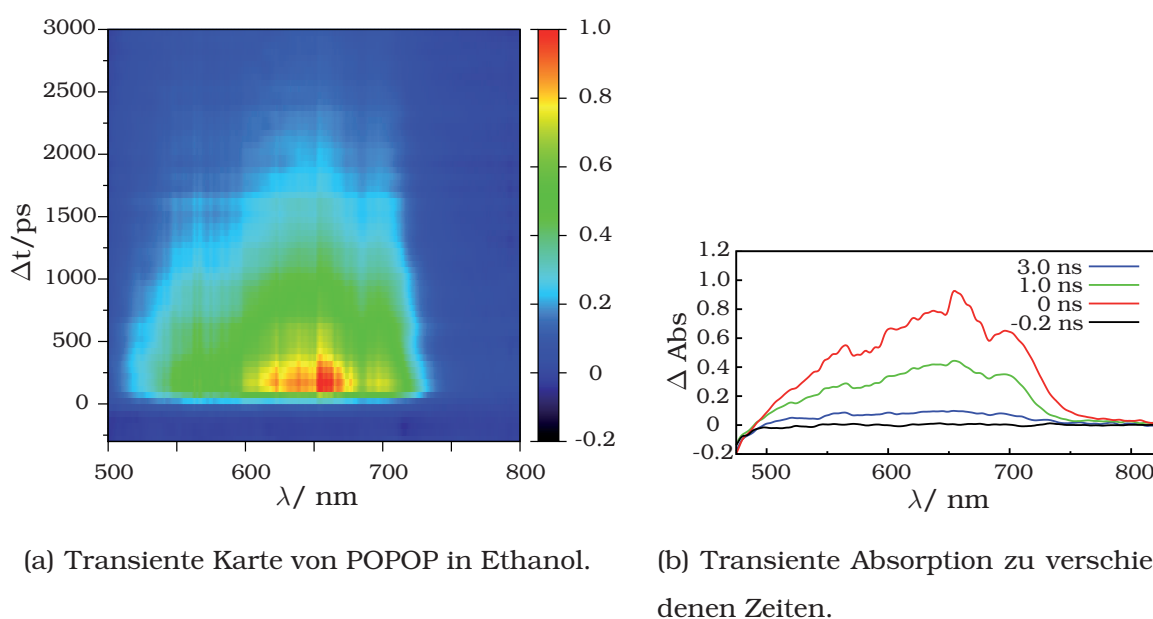 3000
2500
2000
1500
1000
500
0
Δt/ps
500
600
700
800
λ/ nm
1.0
0.8
0.6
0.4
0.2
0
-0.2
1.2
1.0
0.8
0.6
0.4
0.2
0
-0.2
Δ Abs
3.0 ns
1.0 ns
0 ns
-0.2 ns
500
600
700
800
λ/ nm
(a) Transiente Karte von POPOP in Ethanol.
(b) Transiente Absorption zu verschie
denen Zeiten.